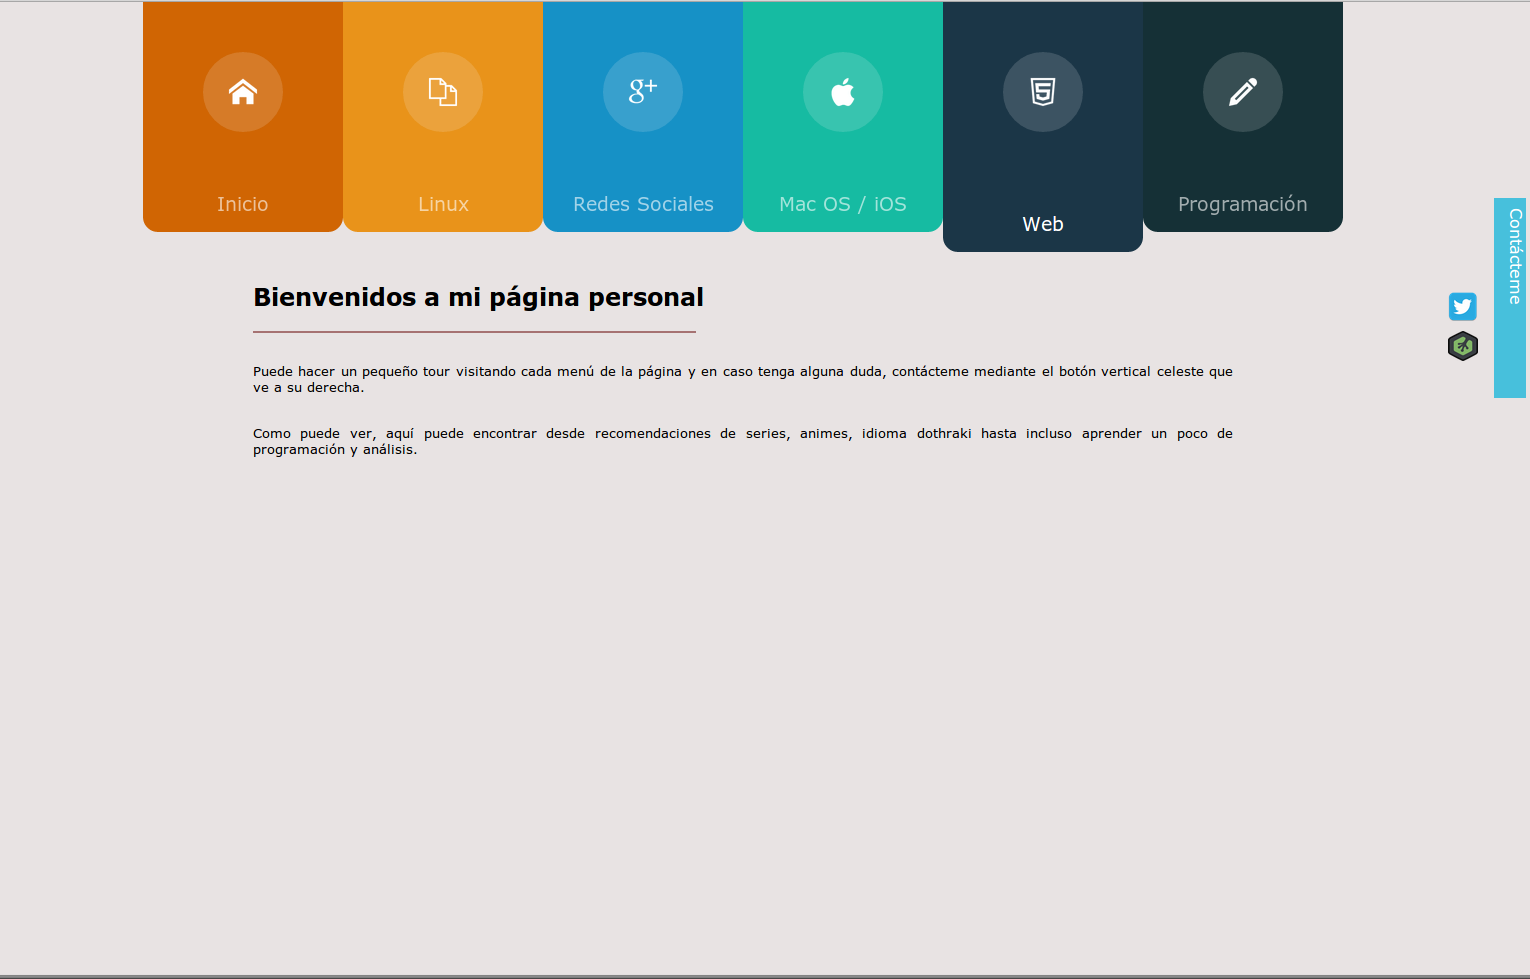 Inicio
Linux
g+
Redes Sociales
Mac OS / iOS
5
Web
Programación
Contácteme
Bienvenidos a mi página personal
Puede hacer un pequeño tour visitando cada menú de la página y en caso tenga alguna duda, contácteme mediante el botón vertical celeste que
ve a su derecha.
Como puede ver, aquí puede encontrar desde recomendaciones de series, animes, idioma dothraki hasta incluso aprender un poco de
programación y análisis.